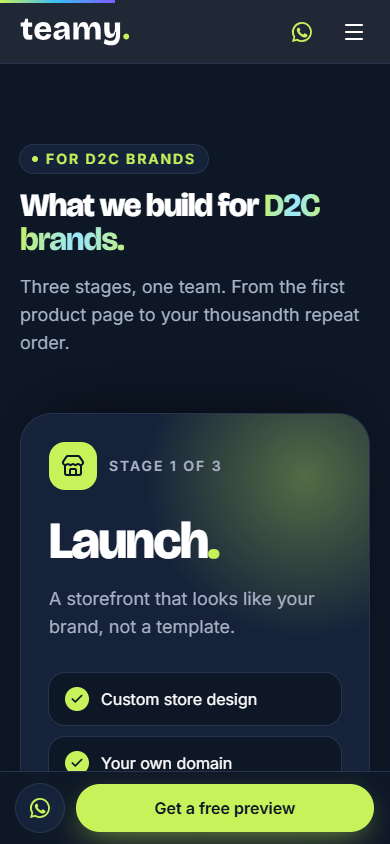 teamy.
FOR D2C BRANDS
What we build for D2C
brands.
Three stages, one team. From the first
product page to your thousandth repeat
order.
STAGE 1 OF 3
Launch.
A storefront that looks like your
brand, not a template.
Custom store design
Your own domain
Get a free preview